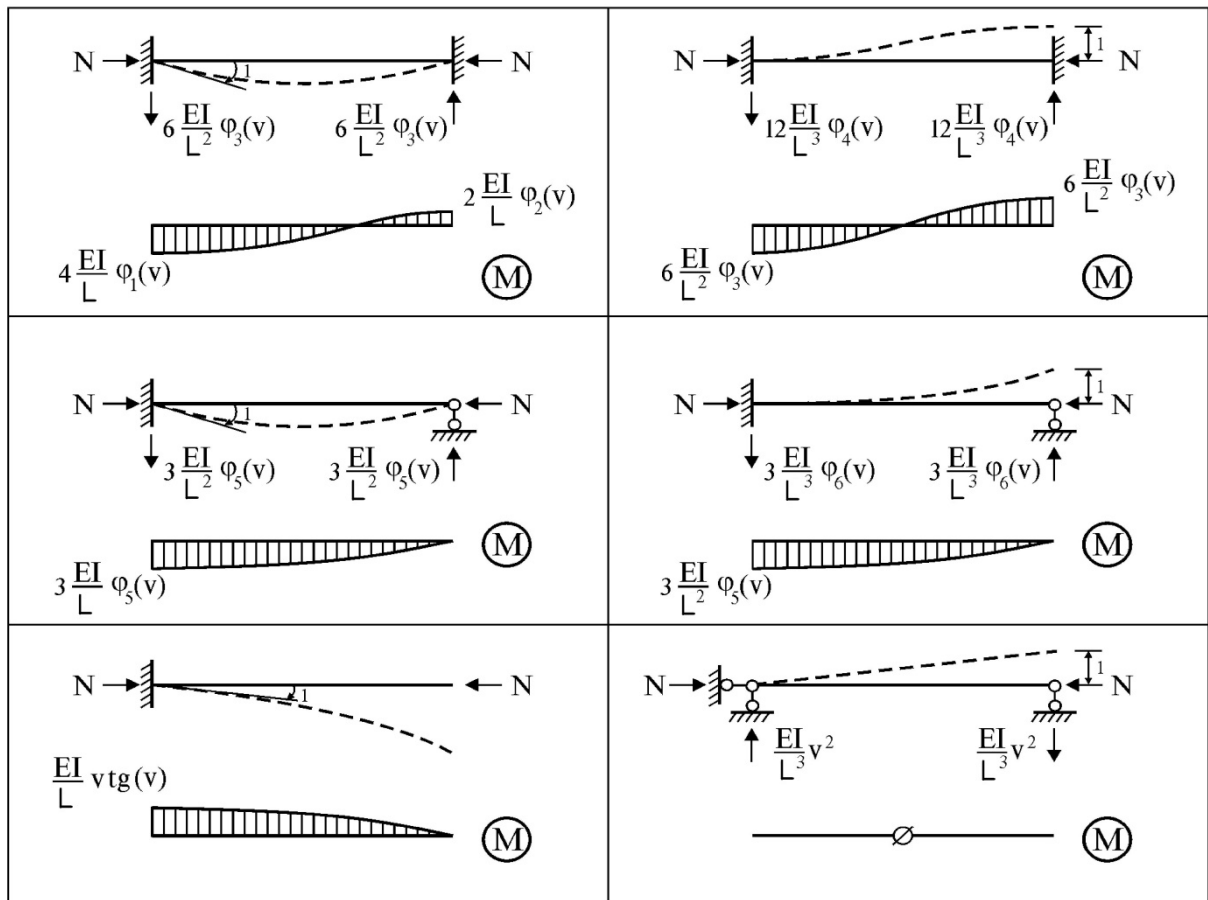 N N
1
6 EI/L² φ₃(v) 6 EI/L² φ₃(v)
2 EI/L φ₂(v)
4 EI/L φ₁(v)
M
N N
1
12 EI/L³ φ₄(v) 12 EI/L³ φ₄(v)
6 EI/L² φ₃(v)
6 EI/L² φ₃(v)
M
N N
1
3 EI/L² φ₅(v) 3 EI/L² φ₅(v)
3 EI/L φ₅(v)
M
N N
1
3 EI/L³ φ₆(v) 3 EI/L³ φ₆(v)
3 EI/L² φ₅(v)
M
N N
1
EI/L v tg(v)
M
N N
1
EI/L³ v² EI/L³ v²
M